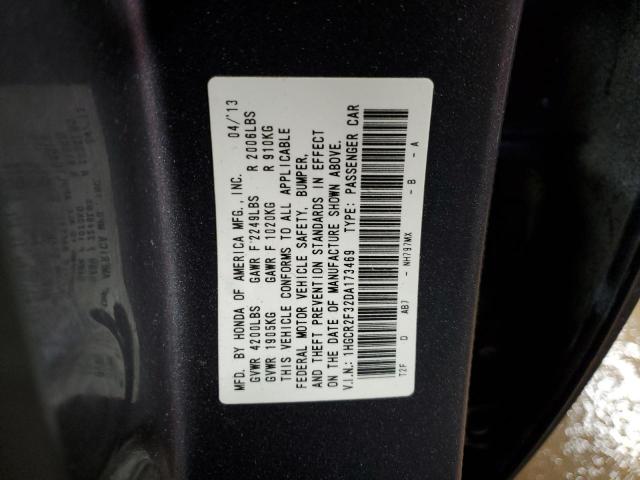 MFD. BY HONDA OF AMERICA MFG., INC. 04/'13
GVWR 4200LBS GAWR F 2249LBS R 2006LBS
GVWR 1905KG GAWR F 1020KG R 910KG
THIS VEHICLE CONFORMS TO ALL APPLICABLE
FEDERAL MOTOR VEHICLE SAFETY, BUMPER,
AND THEFT PREVENTION STANDARDS IN EFFECT
ON THE DATE OF MANUFACTURE SHOWN ABOVE.
V.I.N.: 1HGCR2F32DA173469 TYPE: PASSENGER CAR
T2F D AB7 - NH797MX - B - A